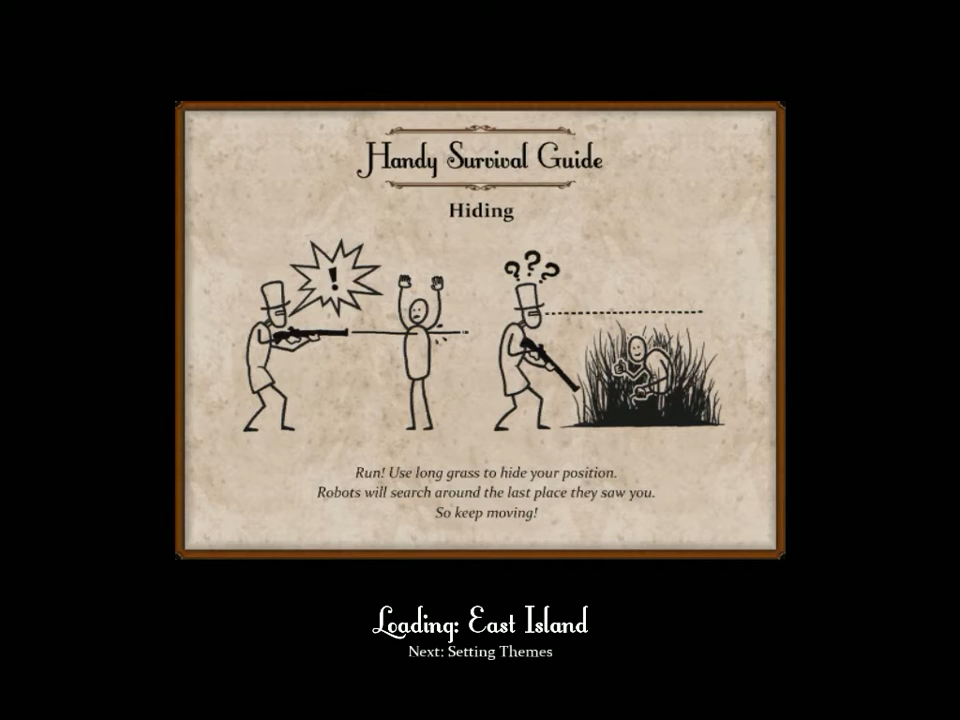 Handy Survival Guide
Hiding
!
???
Run! Use long grass to hide your position.
Robots will search around the last place they saw you.
So keep moving!
Loading: East Island
Next: Setting Themes